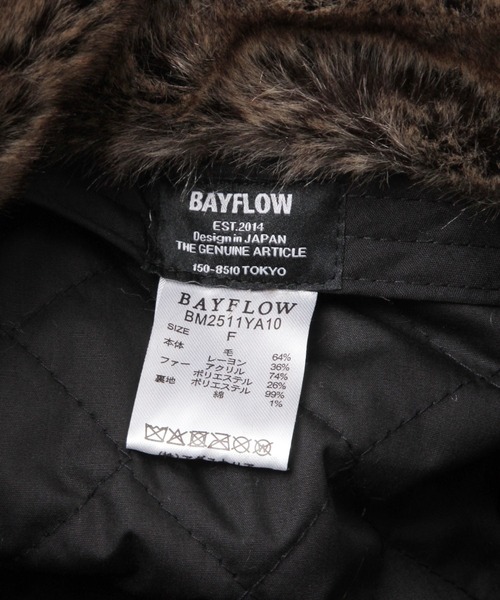 BAYFLOW
EST.2014
Design in JAPAN
THE GENUINE ARTICLE
150-8510 TOKYO
BAYFLOW
BM2511YA10
SIZE F
本体 毛 64%
レーヨン 36%
ファー アクリル 74%
ポリエステル 26%
裏地 ポリエステル 99%
綿 1%